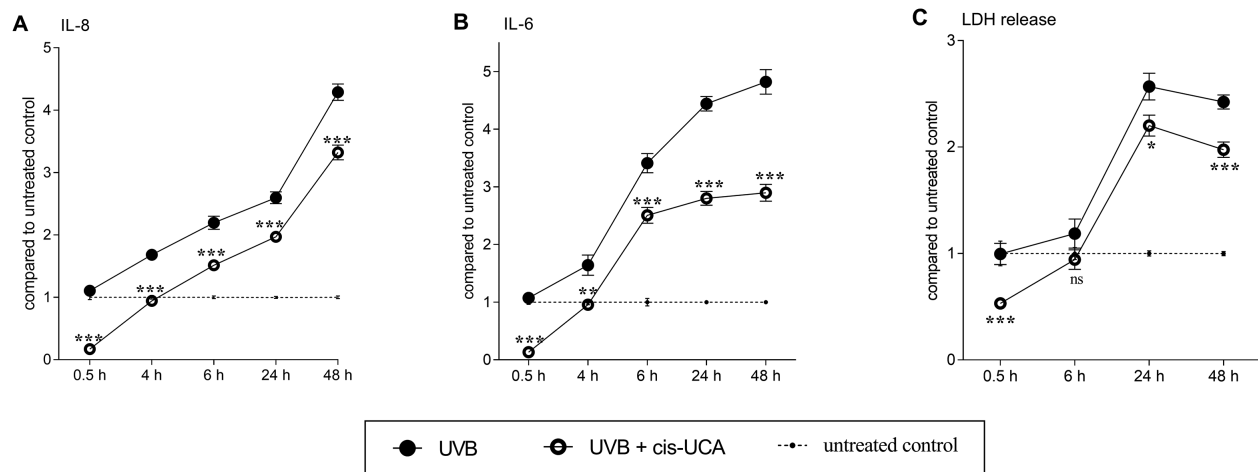 A IL-8
compared to untreated control
5
4
3
2
1
0
0.5 h 4 h 6 h 24 h 48 h
*** *** *** *** ***
B IL-6
compared to untreated control
5
4
3
2
1
0
0.5 h 4 h 6 h 24 h 48 h
*** ** *** *** ***
C LDH release
compared to untreated control
3
2
1
0
0.5 h 6 h 24 h 48 h
*** ns * ***
UVB UVB + cis-UCA untreated control